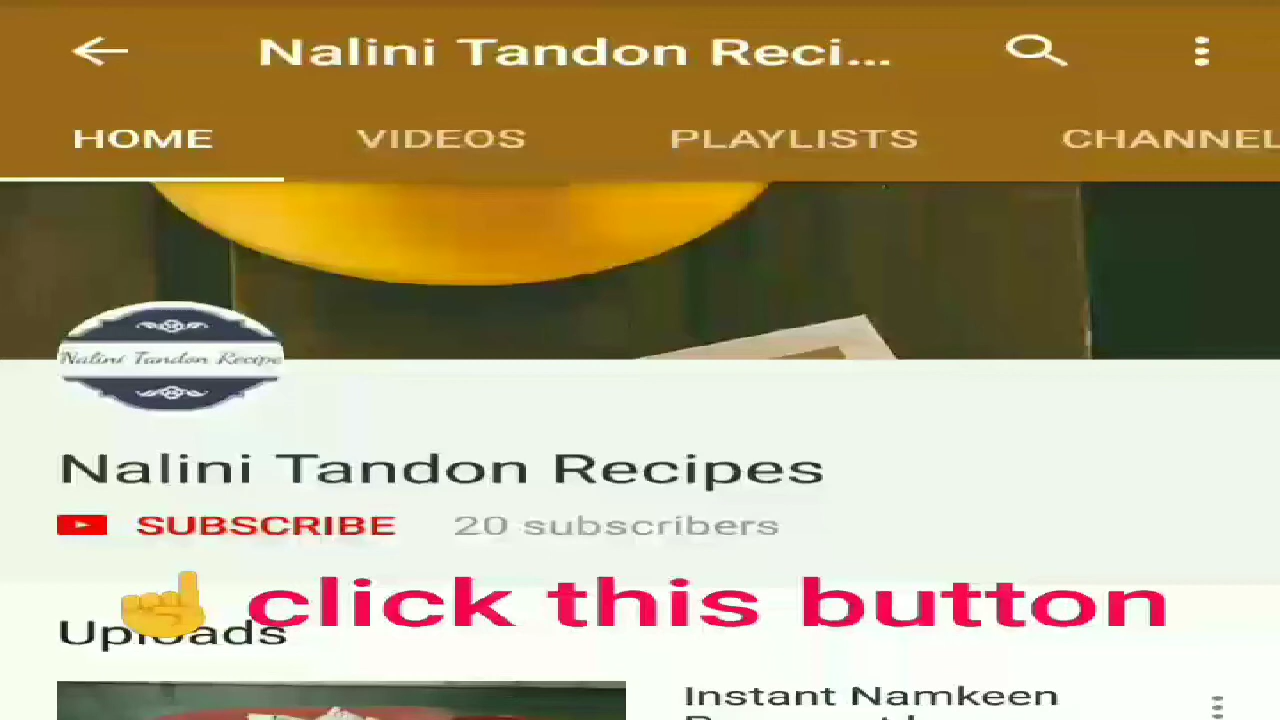 Nalini Tandon Reci...
HOME VIDEOS PLAYLISTS CHANNEL
Nalini Tandon Recipe
Nalini Tandon Recipes
SUBSCRIBE 20 subscribers
click this button
Uploads
Instant Namkeen